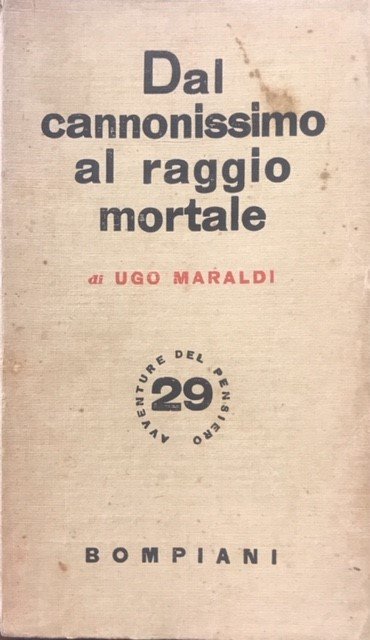 Dal
cannonissimo
al raggio
mortale
di UGO MARALDI
AVVENTURE DEL PENSIERO
29
BOMPIANI